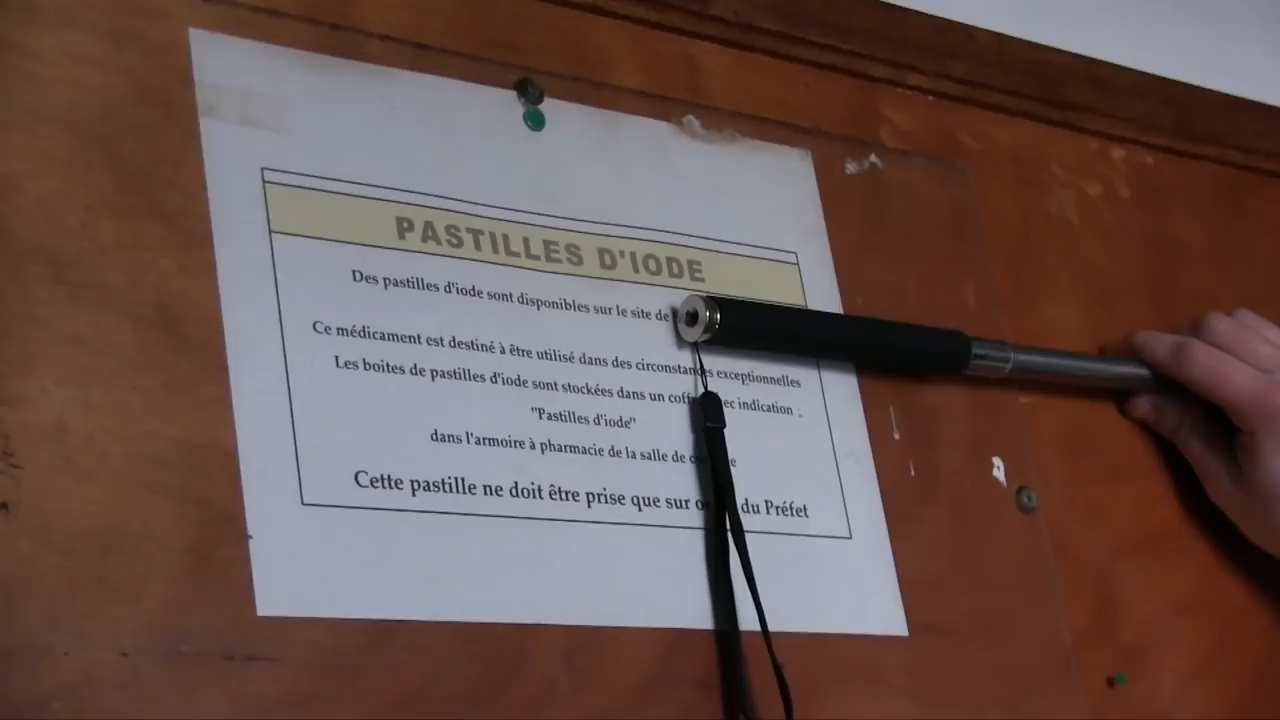 PASTILLES D'IODE
Des pastilles d'iode sont disponibles sur le site de
Ce médicament est destiné à être utilisé dans des circonstances exceptionnelles
Les boites de pastilles d'iode sont stockées dans un coffre avec indication .
"Pastilles d'iode"
dans l'armoire à pharmacie de la salle de
Cette pastille ne doit être prise que sur ordre du Préfet